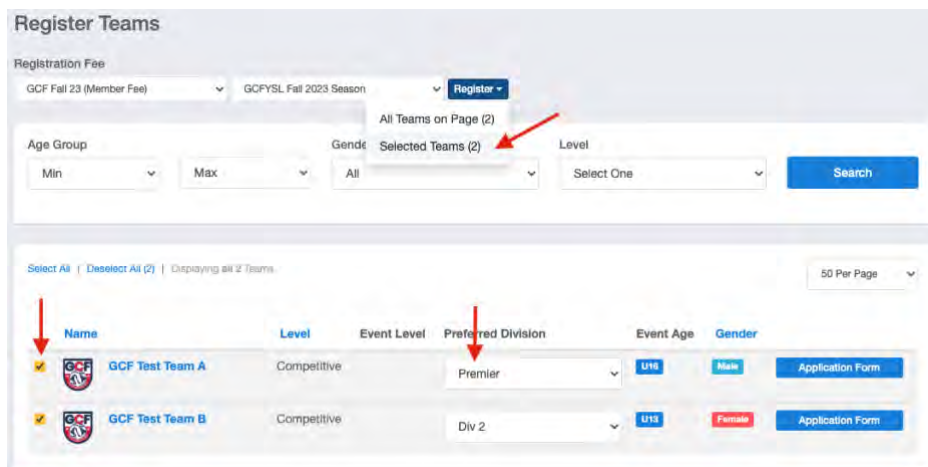 Register Teams
Registration Fee
GCF Fall 23 (Member Fee) GCFYSL Fall 2023 Season Register
All Teams on Page (2)
Selected Teams (2)
Age Group Gende Level
Min Max All Select One Search
Select All | Deselect All (2) | Displaying all 2 Teams
50 Per Page
Name Level Event Level Preferred Division Event Age Gender
GCF GCF Test Team A Competitive Premier U16 Male Application Form
GCF GCF Test Team B Competitive Div 2 U13 Female Application Form